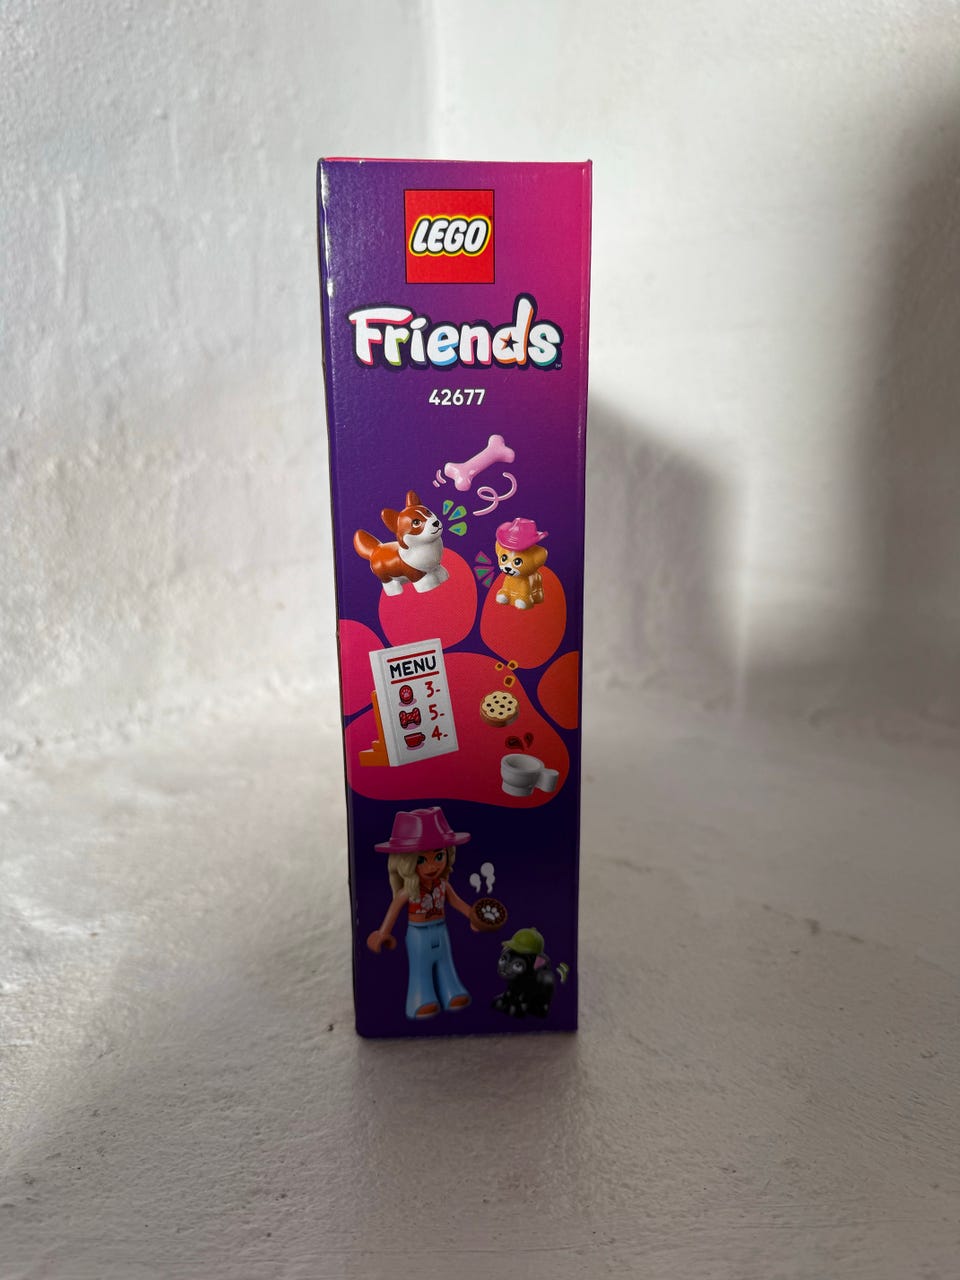 LEGO
Friends
42677
MENU
3-
5-
4-